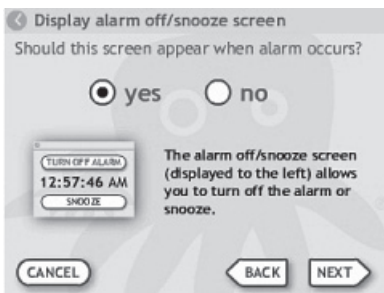 Display alarm off/snooze screen
Should this screen appear when alarm occurs?
yes no
TURN OFF ALARM
12:57:46 AM
SNOOZE
The alarm off/snooze screen
(displayed to the left) allows
you to turn off the alarm or
snooze.
CANCEL BACK NEXT